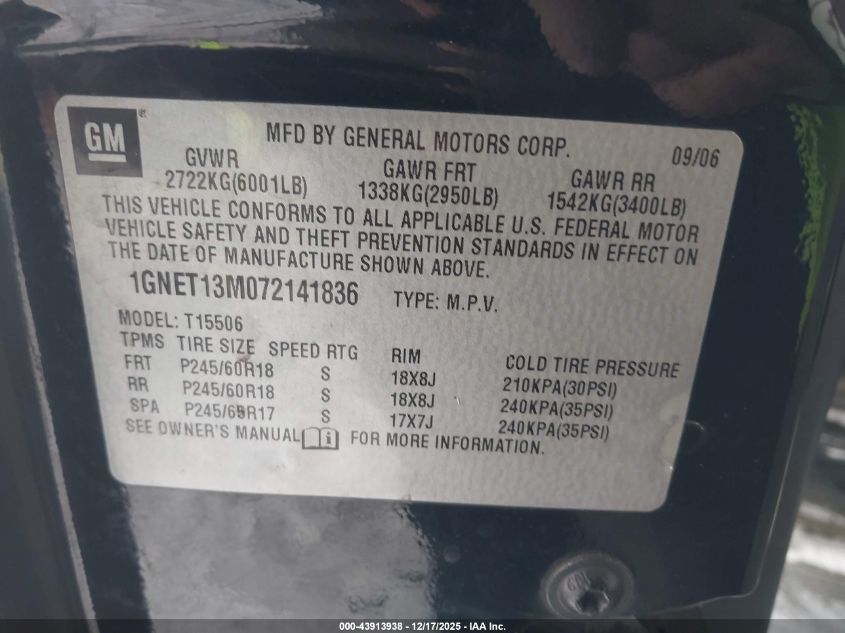 GM
MFD BY GENERAL MOTORS CORP. 09/06
GVWR GAWR FRT GAWR RR
2722KG(6001LB) 1338KG(2950LB) 1542KG(3400LB)
THIS VEHICLE CONFORMS TO ALL APPLICABLE U.S. FEDERAL MOTOR
VEHICLE SAFETY AND THEFT PREVENTION STANDARDS IN EFFECT ON
THE DATE OF MANUFACTURE SHOWN ABOVE.
1GNET13M072141836 TYPE: M.P.V.
MODEL: T15506
TPMS TIRE SIZE SPEED RTG RIM COLD TIRE PRESSURE
FRT P245/60R18 S 18X8J 210KPA(30PSI)
RR P245/60R18 S 18X8J 240KPA(35PSI)
SPA P245/65R17 S 17X7J 240KPA(35PSI)
SEE OWNER'S MANUAL FOR MORE INFORMATION.
000-43913938 - 12/17/2025 - IAA Inc.